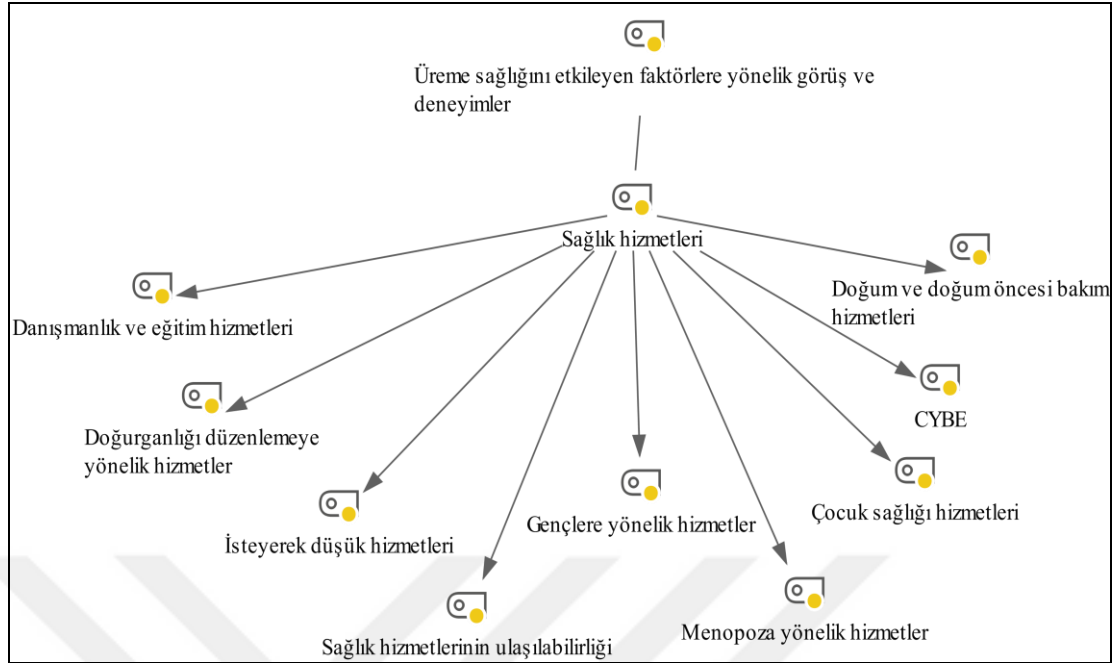 Üreme sağlığını etkileyen faktörlere yönelik görüş ve
deneyimler
Sağlık hizmetleri
Doğum ve doğum öncesi bakım
hizmetleri
Danışmanlık ve eğitim hizmetleri
CYBE
Doğurganlığı düzenlemeye
yönelik hizmetler
Çocuk sağlığı hizmetleri
Gençlere yönelik hizmetler
İsteyerek düşük hizmetleri
Menopoza yönelik hizmetler
Sağlık hizmetlerinin ulaşılabilirliği